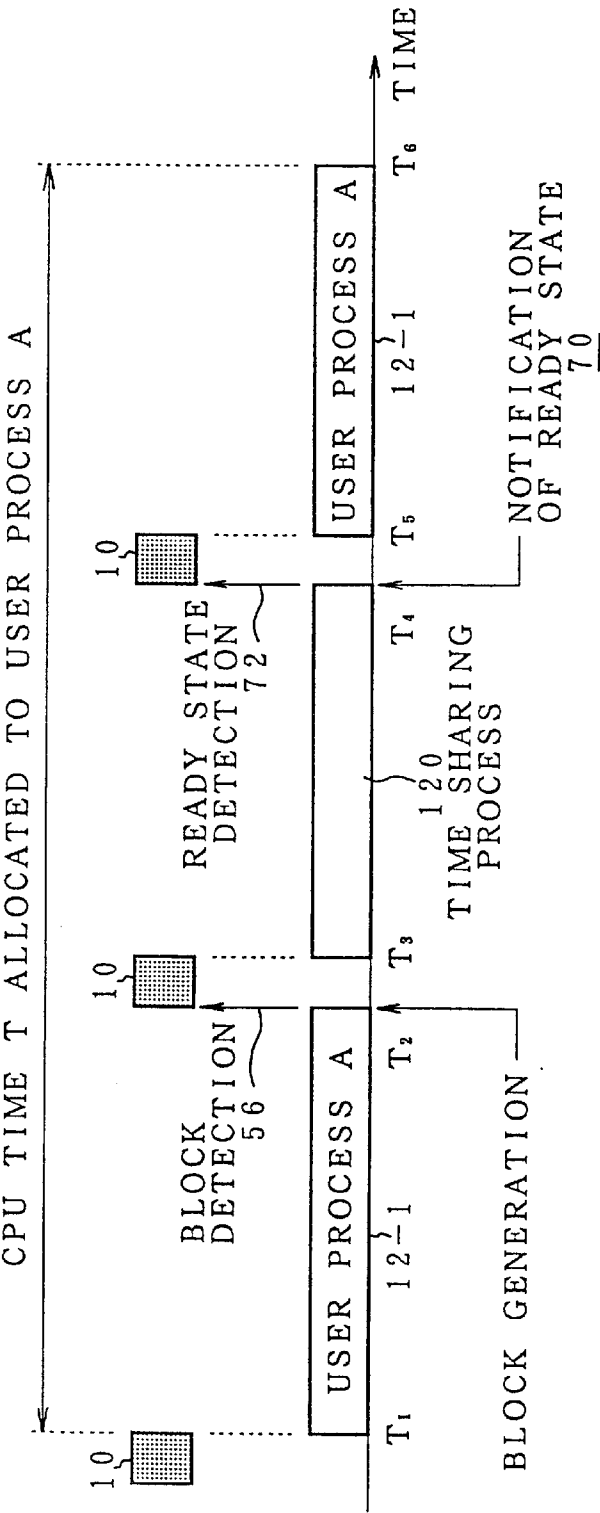 CPU TIME T ALLOCATED TO USER PROCESS A
10
10
10
BLOCK
DETECTION
56
READY STATE
DETECTION
72
USER PROCESS A
USER PROCESS A
T1
12-1
T2
T3
120
TIME SHARING
PROCESS
T4
T5
12-1
T6
TIME
BLOCK GENERATION
NOTIFICATION
OF READY STATE
70